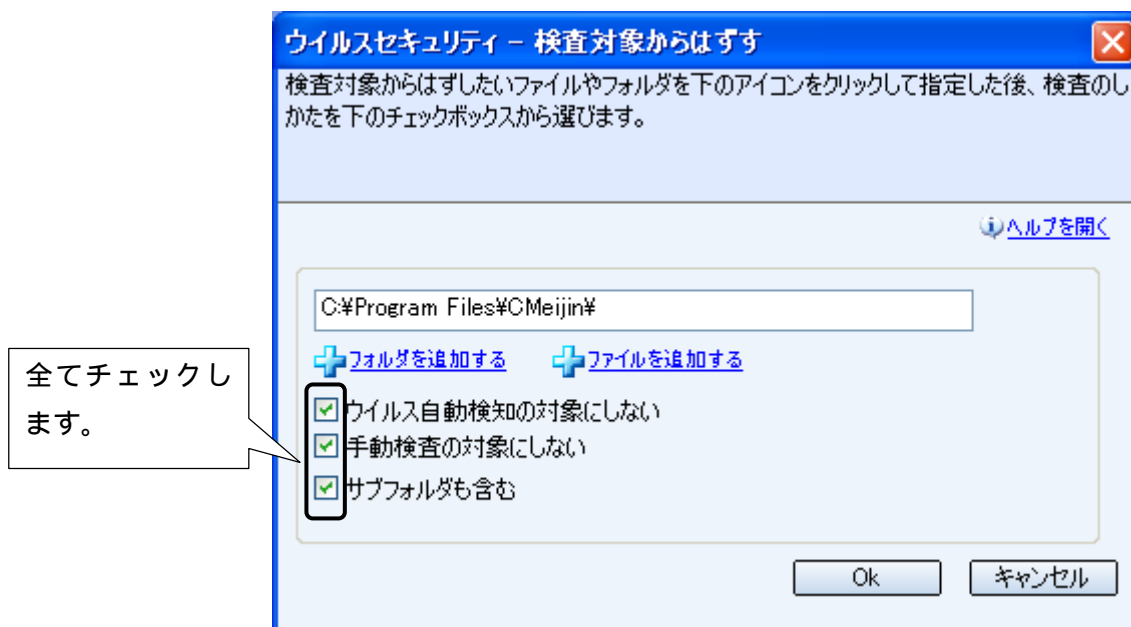 ウイルスセキュリティ － 検査対象からはずす
検査対象からはずしたいファイルやフォルダを下のアイコンをクリックして指定した後、検査のし
かたを下のチェックボックスから選びます。
ヘルプを開く
C:¥Program Files¥CMeijin¥
フォルダを追加する ファイルを追加する
全てチェックし
ます。
ウイルス自動検知の対象にしない
手動検査の対象にしない
サブフォルダも含む
Ok キャンセル